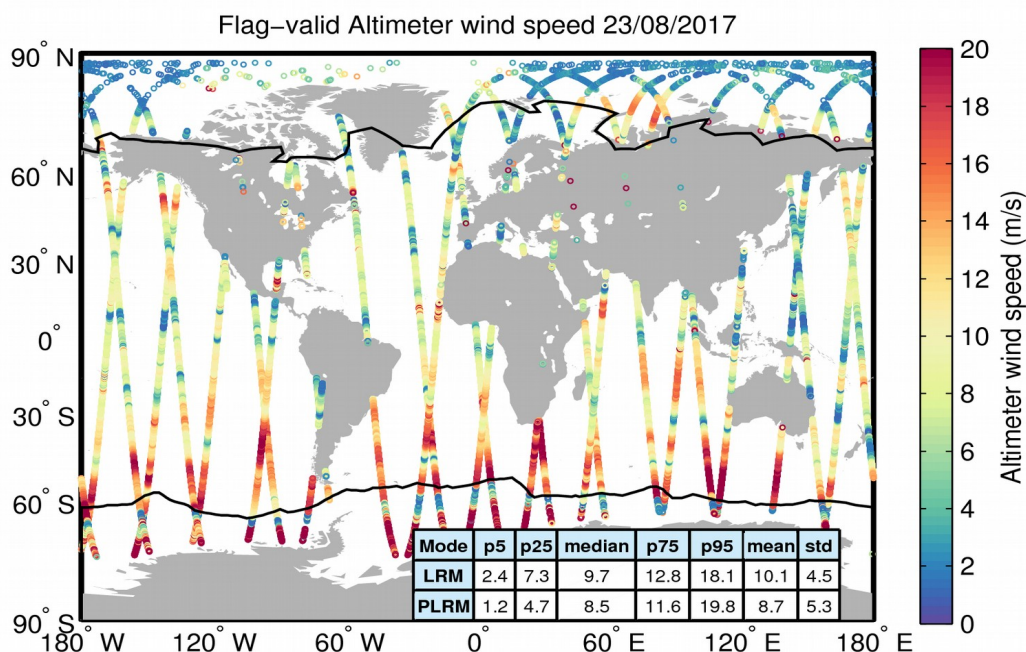 Flag-valid Altimeter wind speed 23/08/2017
90° N
60° N
30° N
0°
30° S
60° S
90° S
180° W
120° W
60° W
0°
60° E
120° E
180° E
Mode p5 p25 median p75 p95 mean std
LRM 2.4 7.3 9.7 12.8 18.1 10.1 4.5
PLRM 1.2 4.7 8.5 11.6 19.8 8.7 5.3
20
18
16
14
12
10
8
6
4
2
0
Altimeter wind speed (m/s)